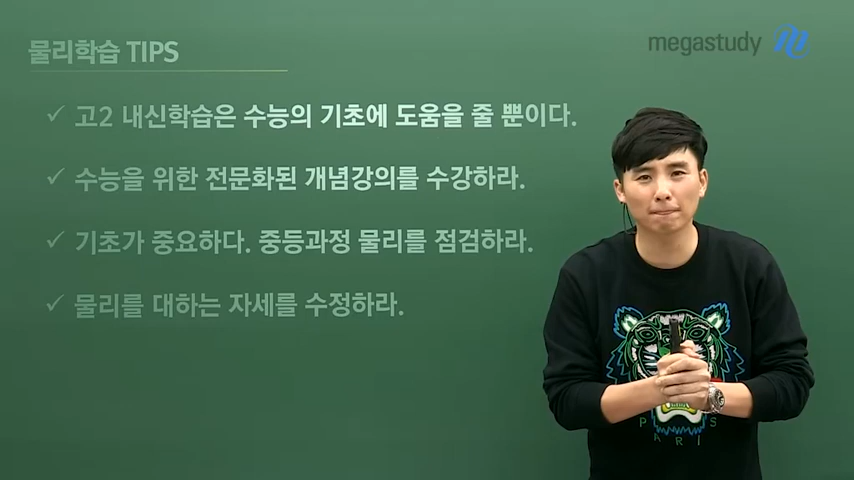 물리학습 TIPS
megastudy
✓ 고2 내신학습은 수능의 기초에 도움을 줄 뿐이다.
✓ 수능을 위한 전문화된 개념강의를 수강하라.
✓ 기초가 중요하다. 중등과정 물리를 점검하라.
✓ 물리를 대하는 자세를 수정하라.
P S
A R I